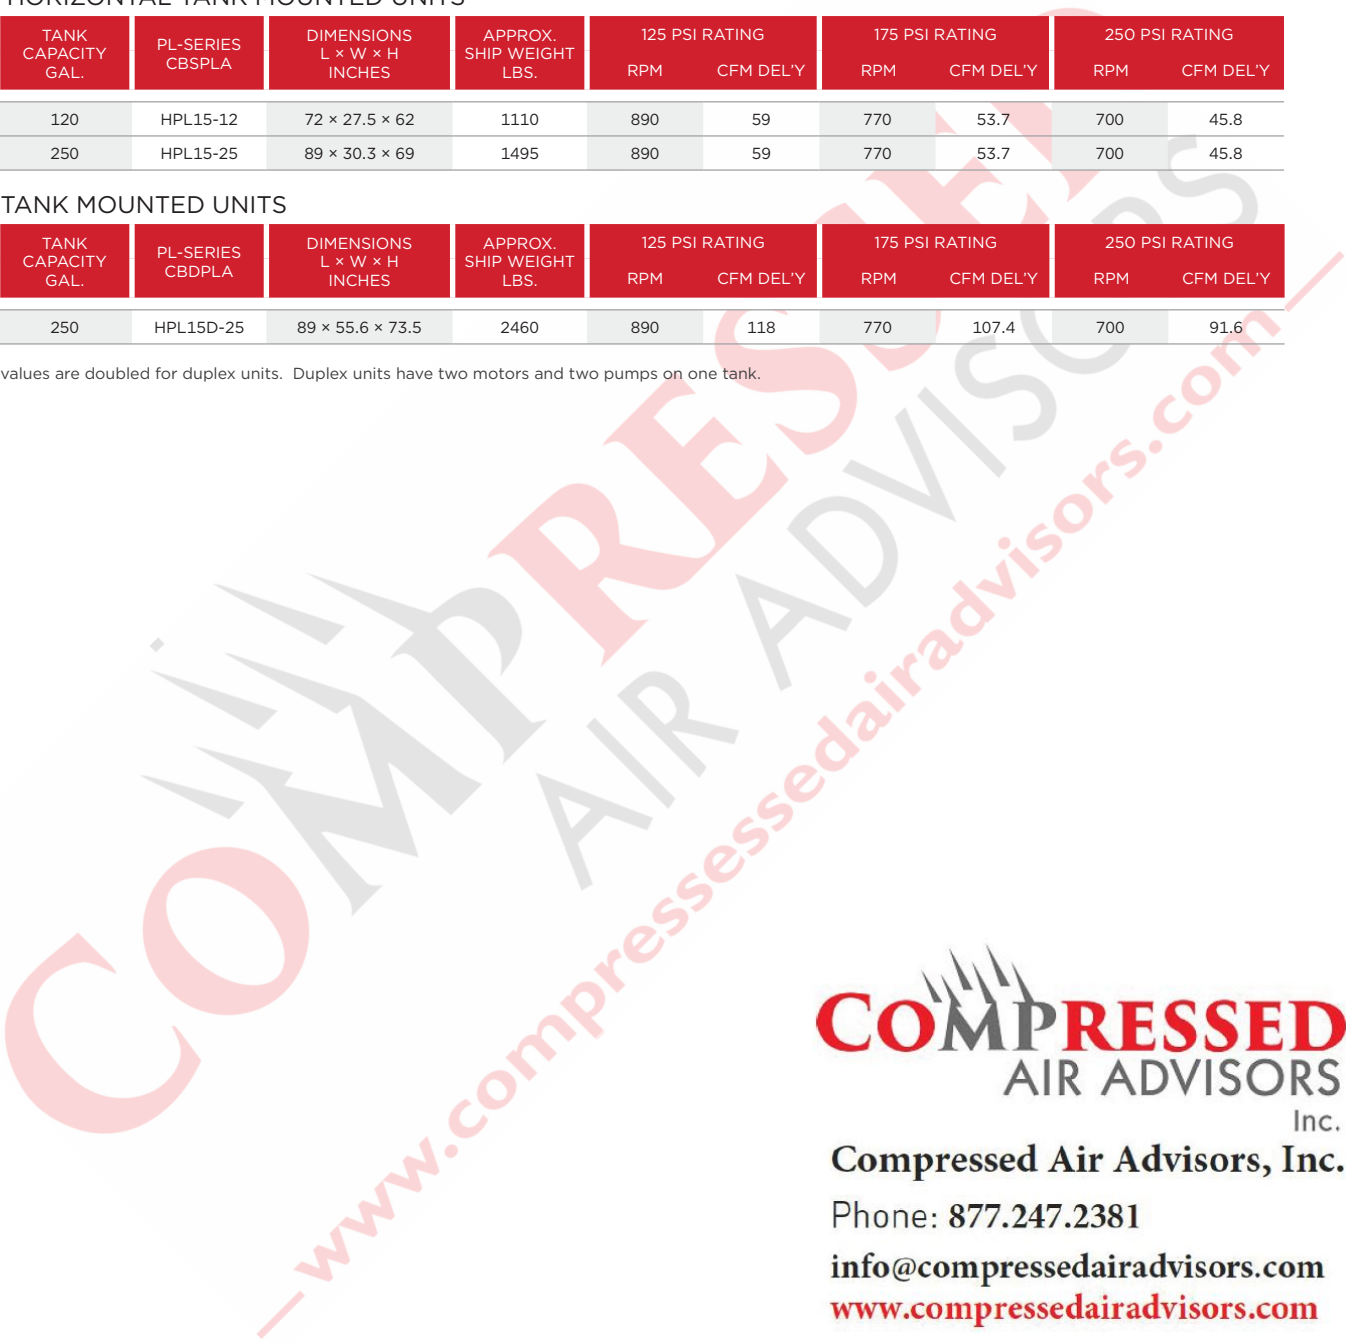 HORIZONTAL TANK MOUNTED UNITS
TANK CAPACITY GAL. PL-SERIES CBSPLA DIMENSIONS L × W × H INCHES APPROX. SHIP WEIGHT LBS. 125 PSI RATING 175 PSI RATING 250 PSI RATING
RPM CFM DEL'Y RPM CFM DEL'Y RPM CFM DEL'Y
120 HPL15-12 72 × 27.5 × 62 1110 890 59 770 53.7 700 45.8
250 HPL15-25 89 × 30.3 × 69 1495 890 59 770 53.7 700 45.8
TANK MOUNTED UNITS
TANK CAPACITY GAL. PL-SERIES CBDPLA DIMENSIONS L × W × H INCHES APPROX. SHIP WEIGHT LBS. 125 PSI RATING 175 PSI RATING 250 PSI RATING
RPM CFM DEL'Y RPM CFM DEL'Y RPM CFM DEL'Y
250 HPL15D-25 89 × 55.6 × 73.5 2460 890 118 770 107.4 700 91.6
values are doubled for duplex units. Duplex units have two motors and two pumps on one tank.
COMPRESSED
AIR ADVISORS
www.compressedairadvisors.com
COMPRESSED
AIR ADVISORS
Inc.
Compressed Air Advisors, Inc.
Phone: 877.247.2381
info@compressedairadvisors.com
www.compressedairadvisors.com